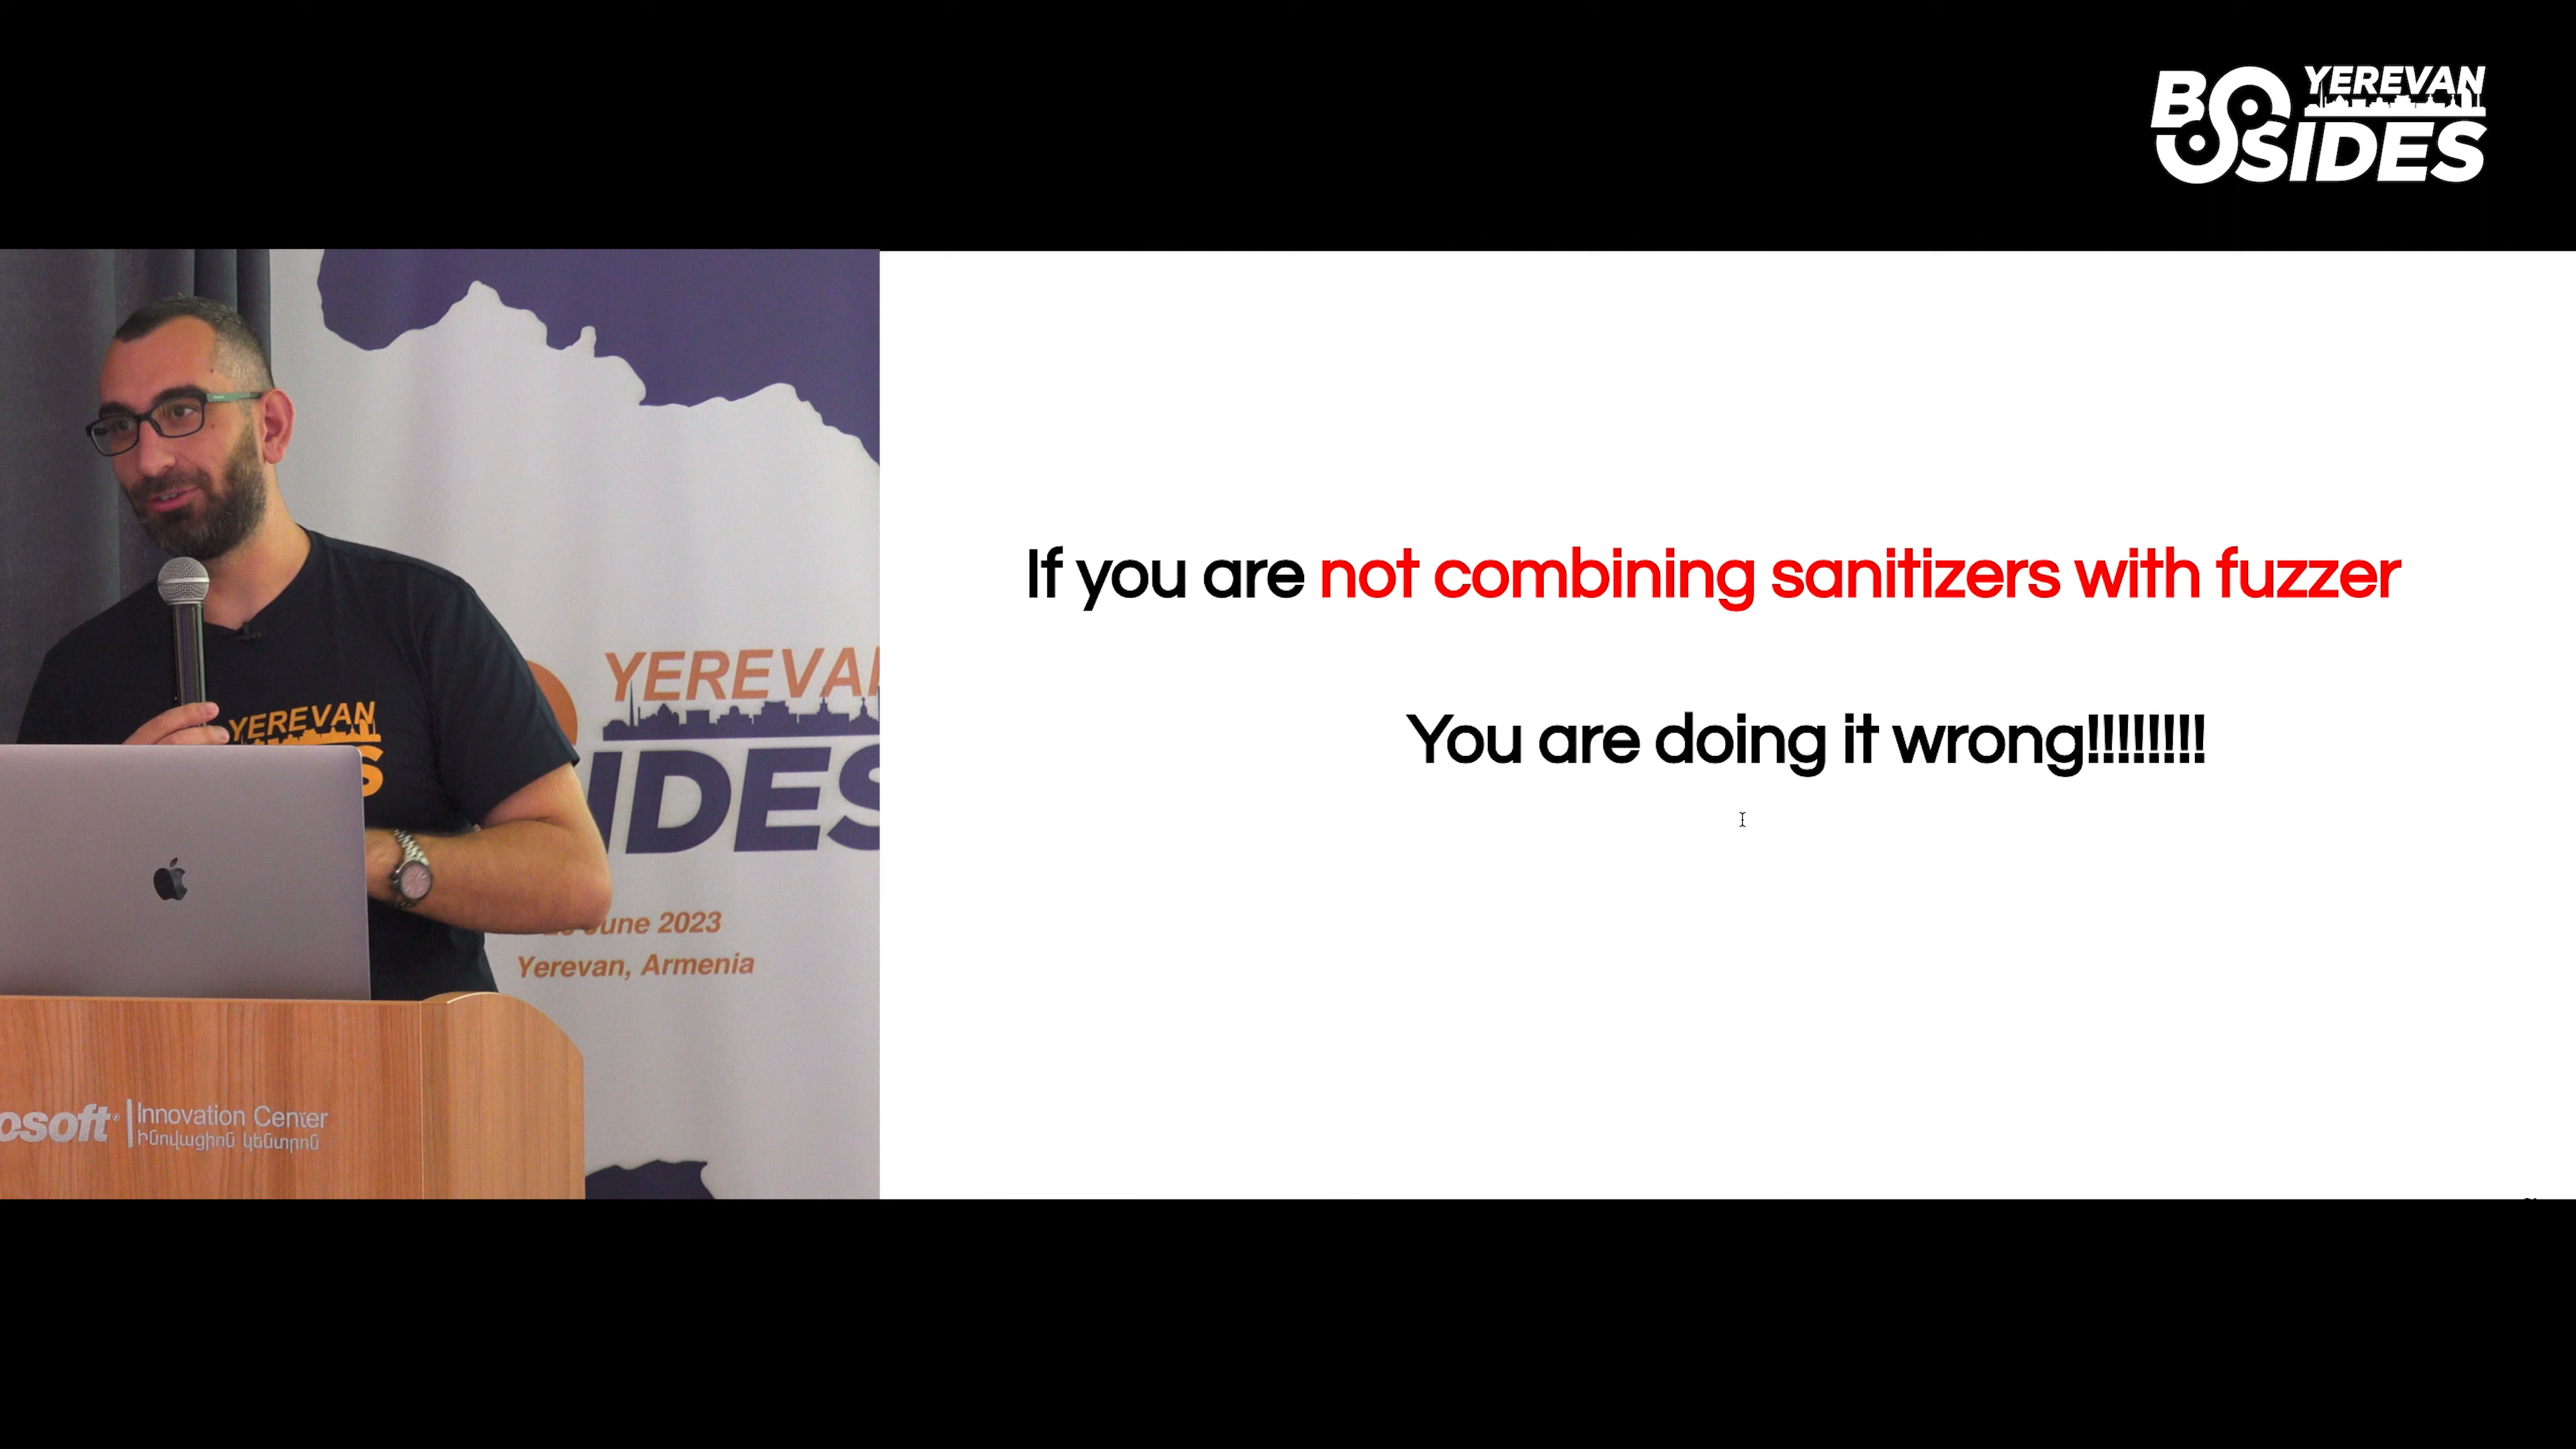 YEREVAN
BSIDES
If you are not combining sanitizers with fuzzer
You are doing it wrong!!!!!!!!
YEREVAN
YEREVAN
IDES
June 2023
Yerevan, Armenia
osoft
Innovation Center
Ինովացիոն կենտրոն